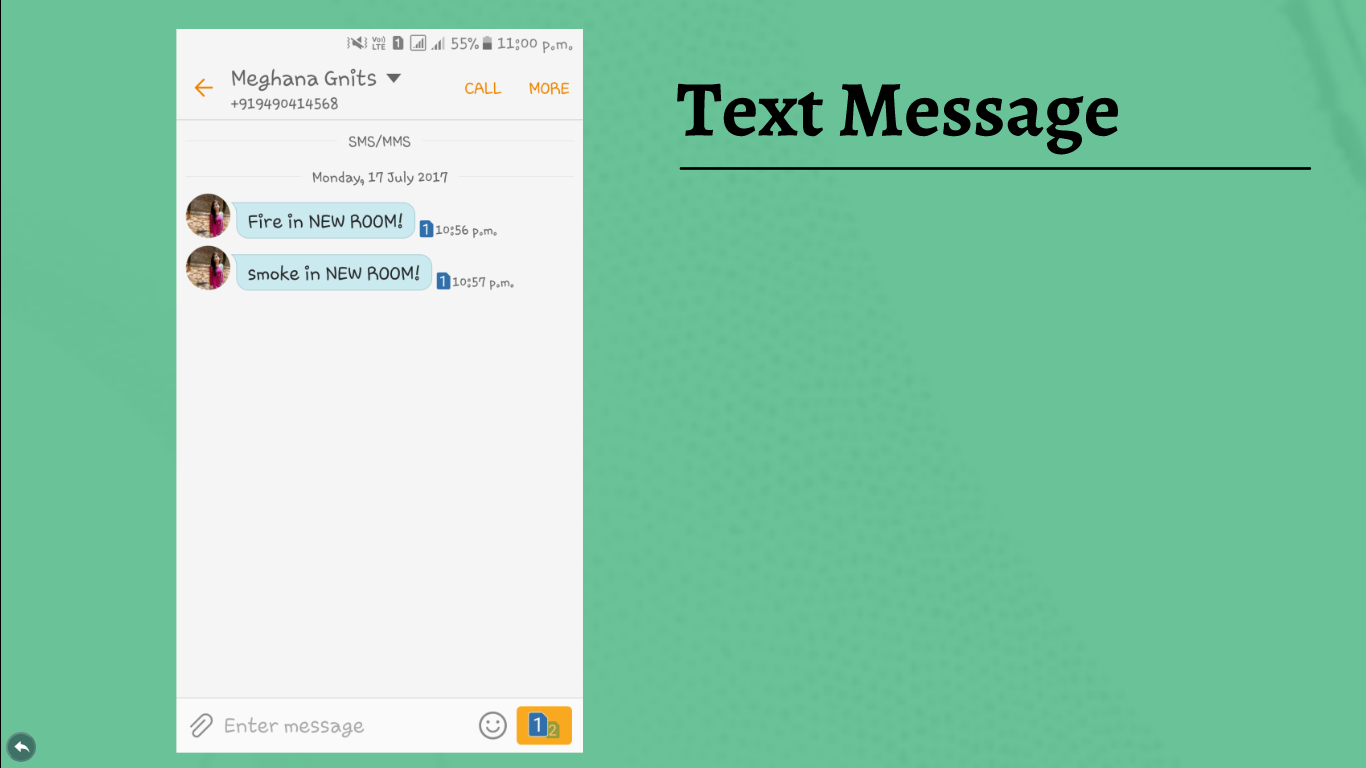 Vo) LTE 1 55% 11:00 p.m.
Meghana Gnits
+919490414568
CALL MORE
SMS/MMS
Monday, 17 July 2017
Fire in NEW ROOM! 1 10:56 p.m.
smoke in NEW ROOM! 1 10:57 p.m.
Enter message
1 2
Text Message